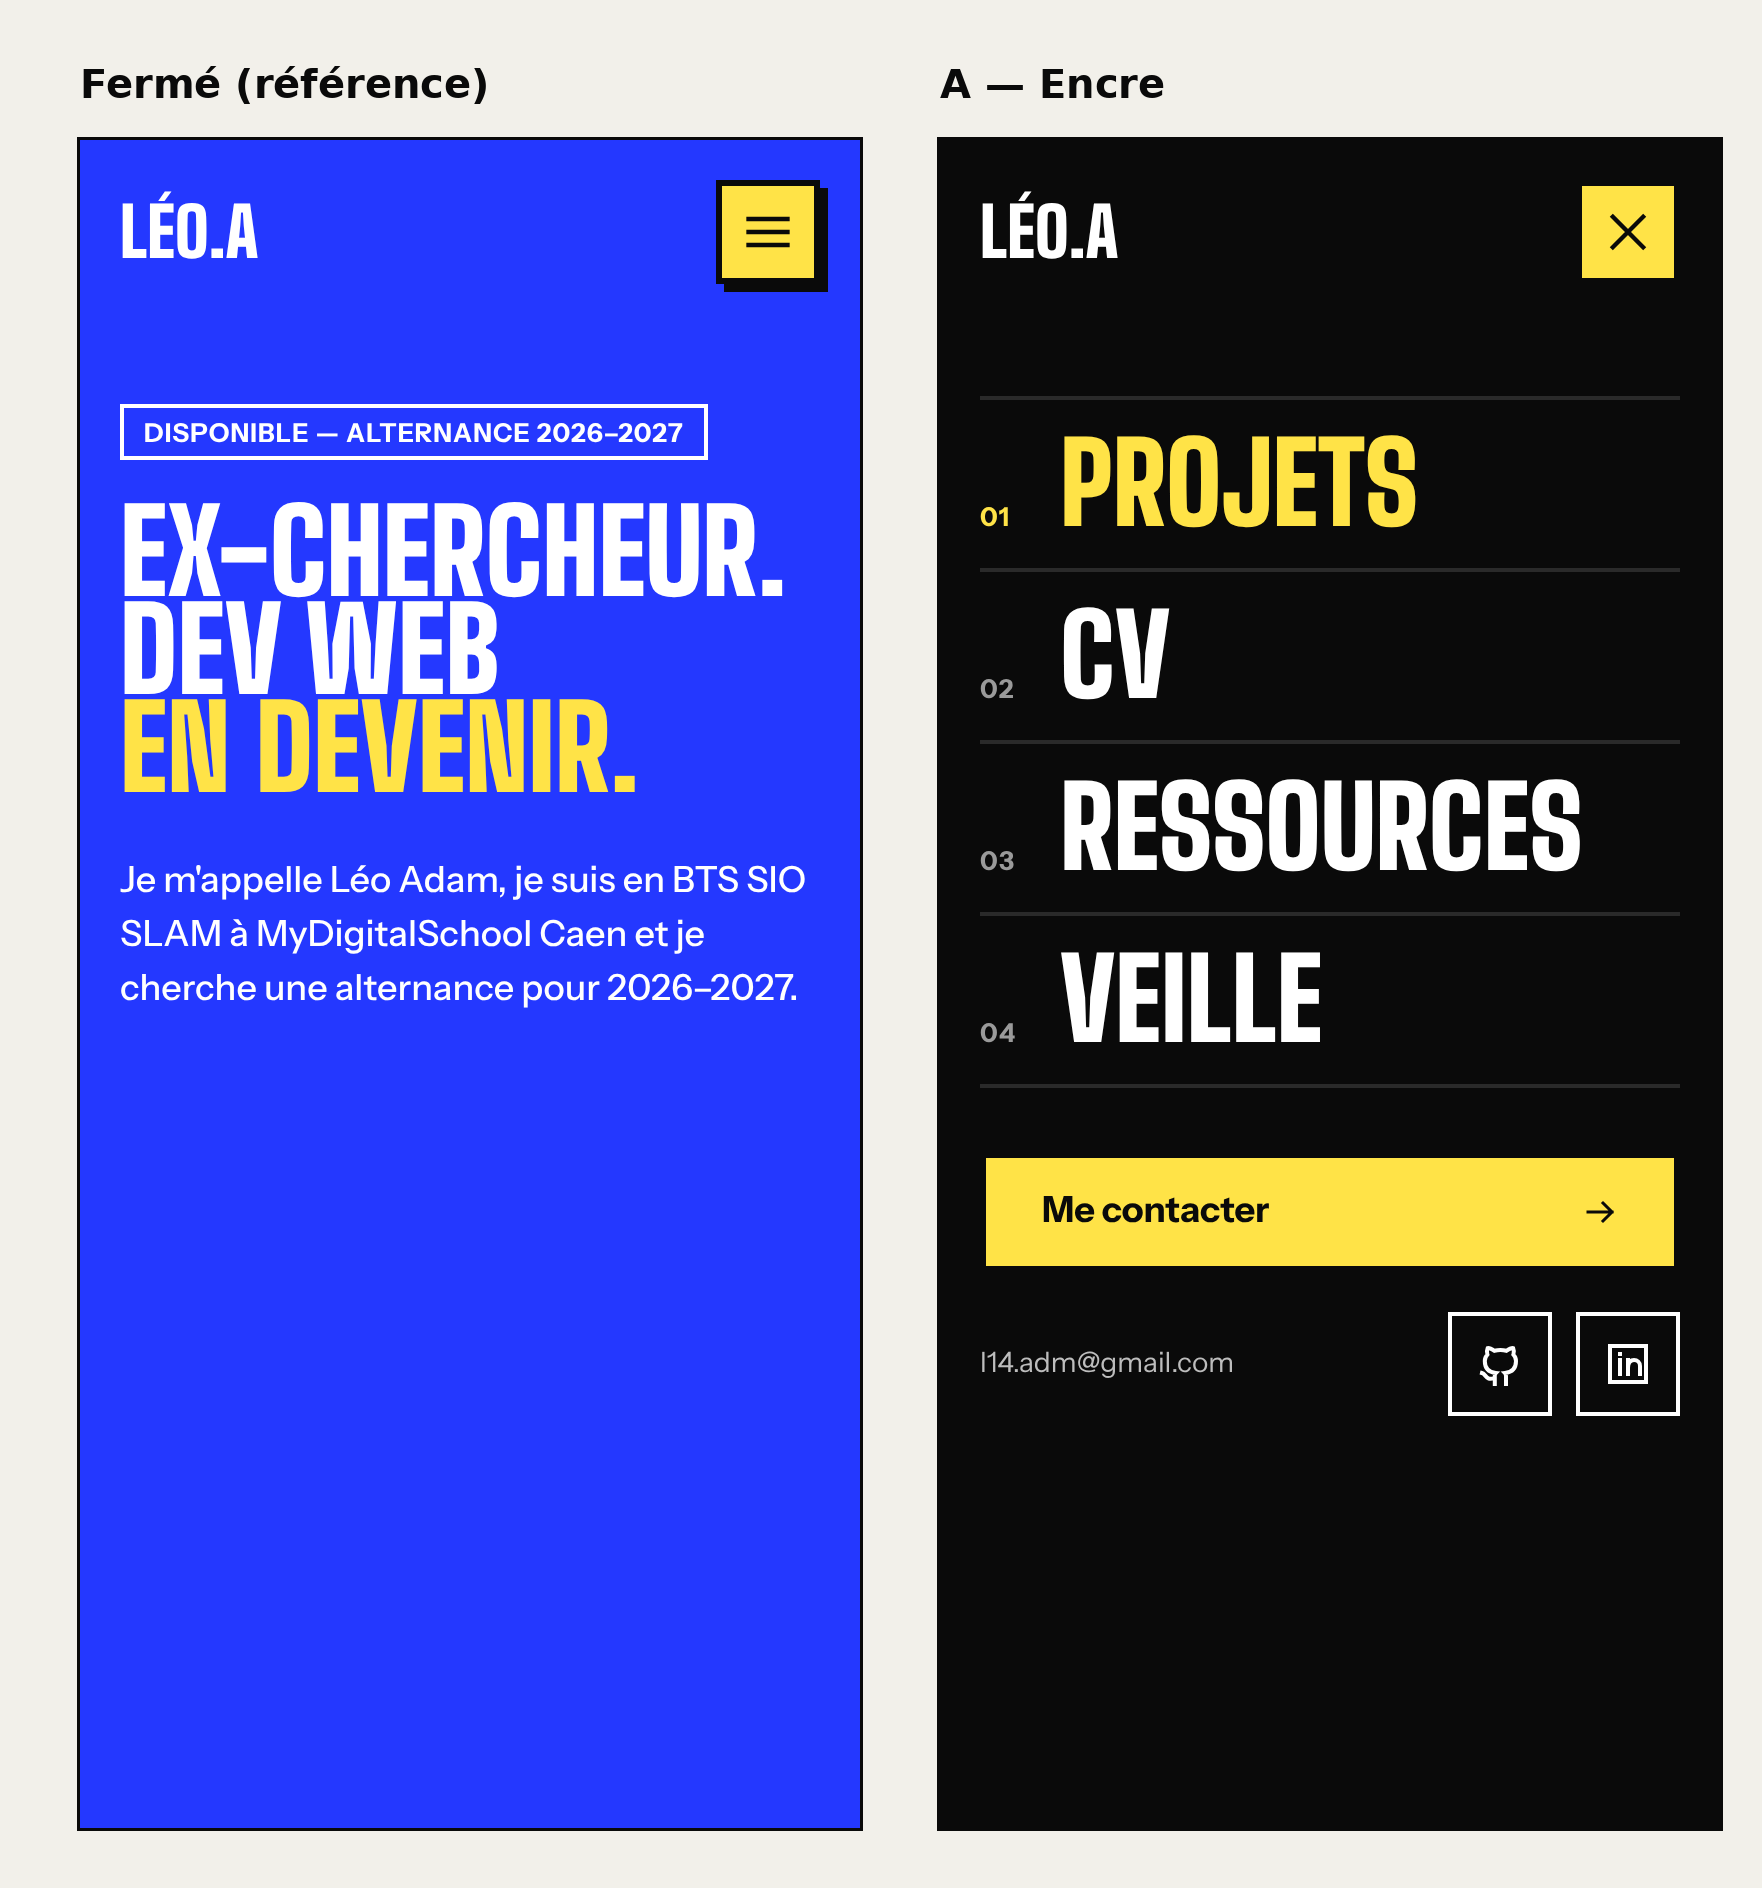 Fermé (référence)
LÉO.A
DISPONIBLE — ALTERNANCE 2026–2027
EX-CHERCHEUR.
DEV WEB
EN DEVENIR.
Je m'appelle Léo Adam, je suis en BTS SIO
SLAM à MyDigitalSchool Caen et je
cherche une alternance pour 2026–2027.
A — Encre
LÉO.A
01 PROJETS
02 CV
03 RESSOURCES
04 VEILLE
Me contacter →
l14.adm@gmail.com
in